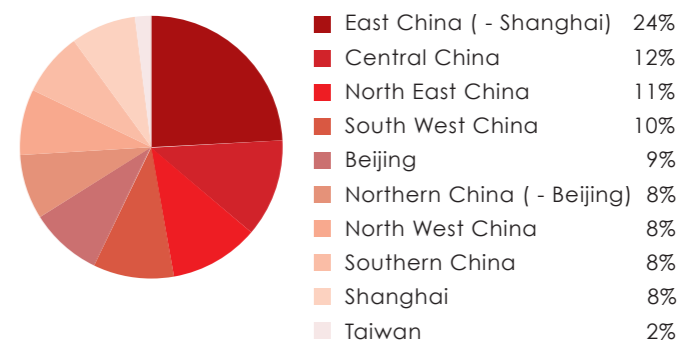 East China ( - Shanghai) 24%
Central China 12%
North East China 11%
South West China 10%
Beijing 9%
Northern China ( - Beijing) 8%
North West China 8%
Southern China 8%
Shanghai 8%
Taiwan 2%